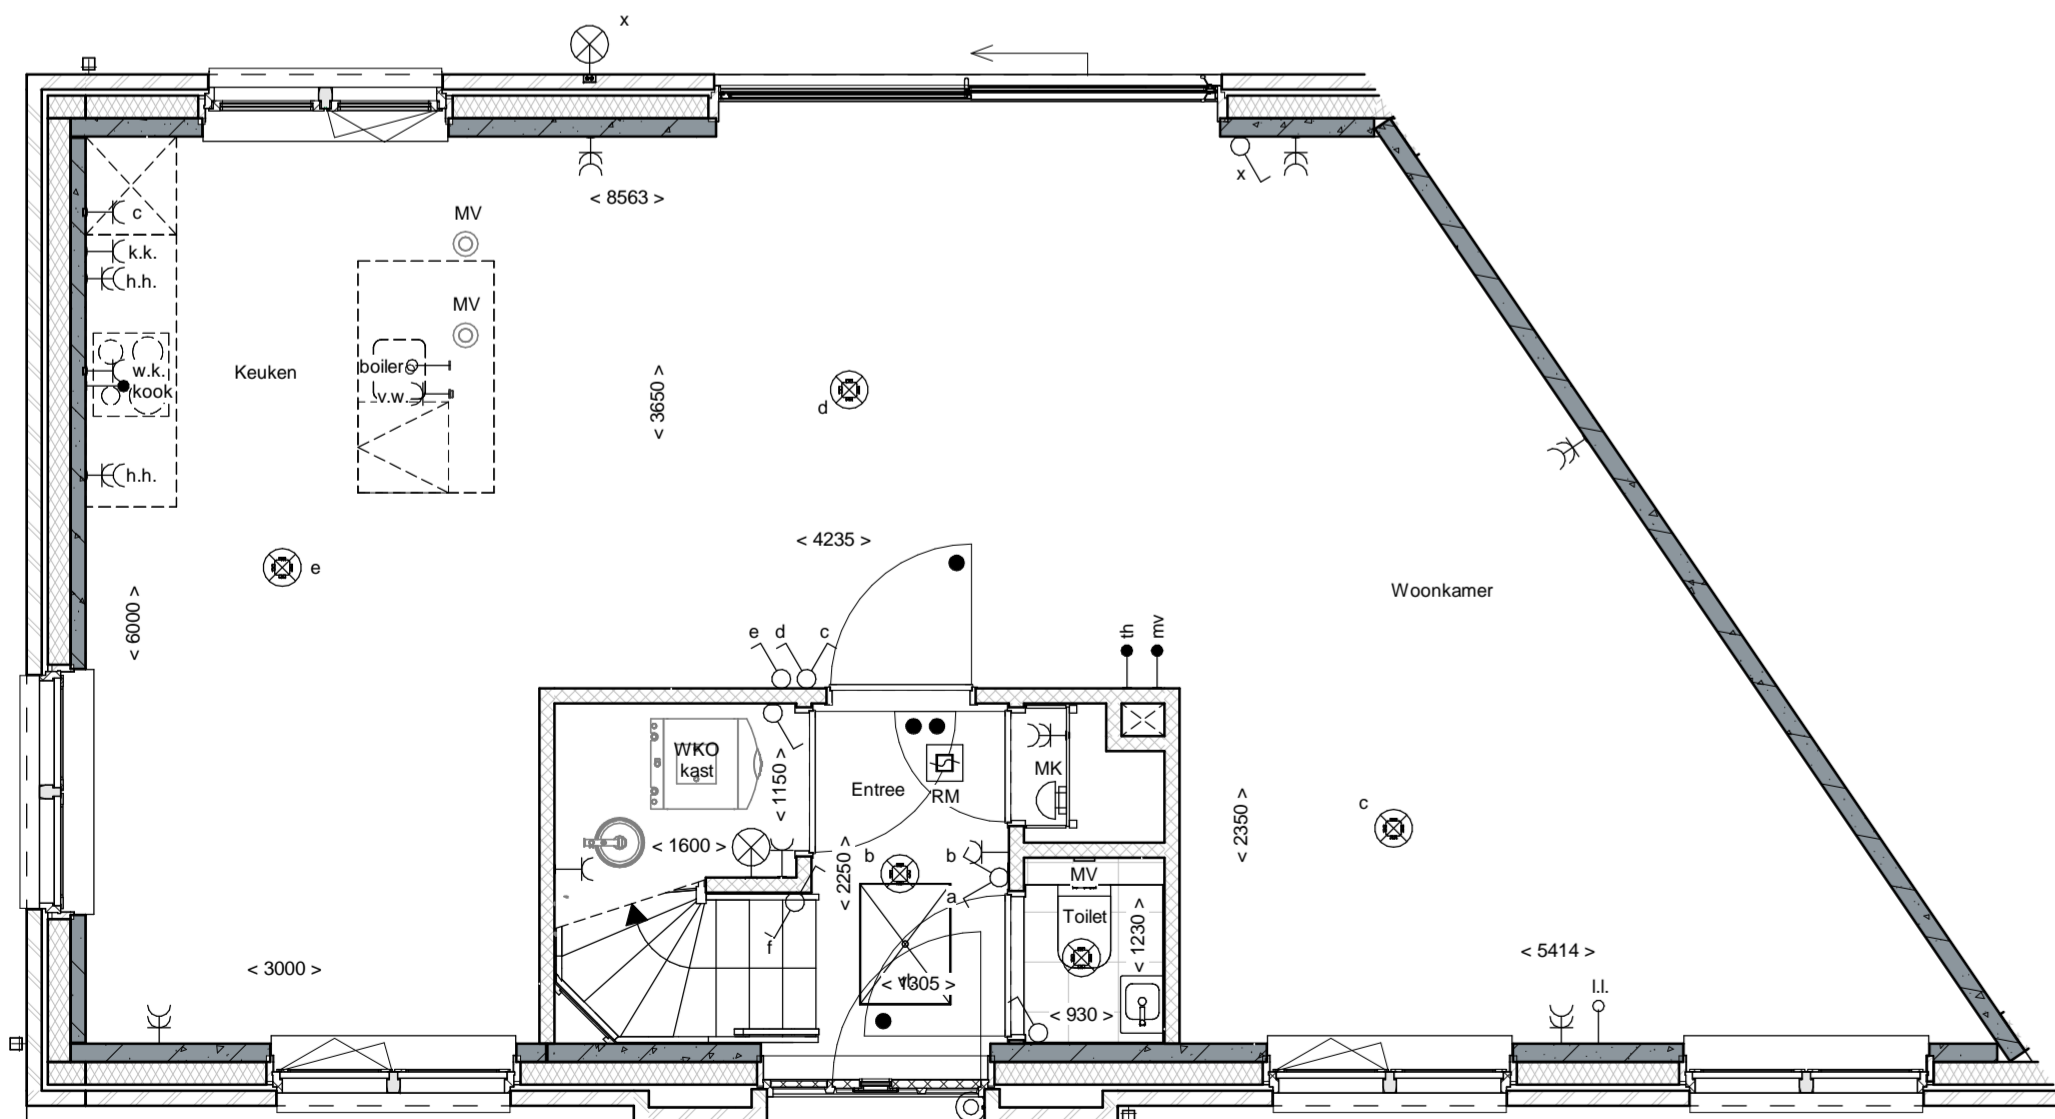 x
< 8563 >
x
c
MV
k.k.
h.h.
MV
Keuken
boiler
w.k.
kook
v.w.
< 3650 >
d
h.h.
< 4235 >
e
Woonkamer
< 6000 >
e
d
c
th
mv
WKO
kast
< 1150 >
Entree
RM
MK
c
< 2350 >
< 1600 >
< 2250 >
b
b
MV
a
Toilet
< 1230 >
f
< 5414 >
< 3000 >
< 1305 >
l.l.
< 930 >